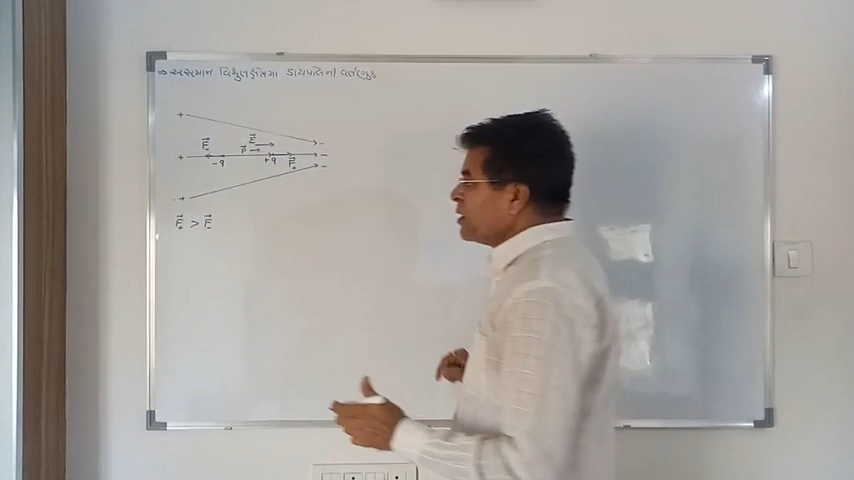 ⇒ અસમાન વિદ્યુતક્ષેત્રમાં ડાયપોલની વર્તણુક
+ -
F⃗₋ E⃗
P⃗
+ -q +q F⃗₊ -
-
+
F⃗₊ > F⃗₋